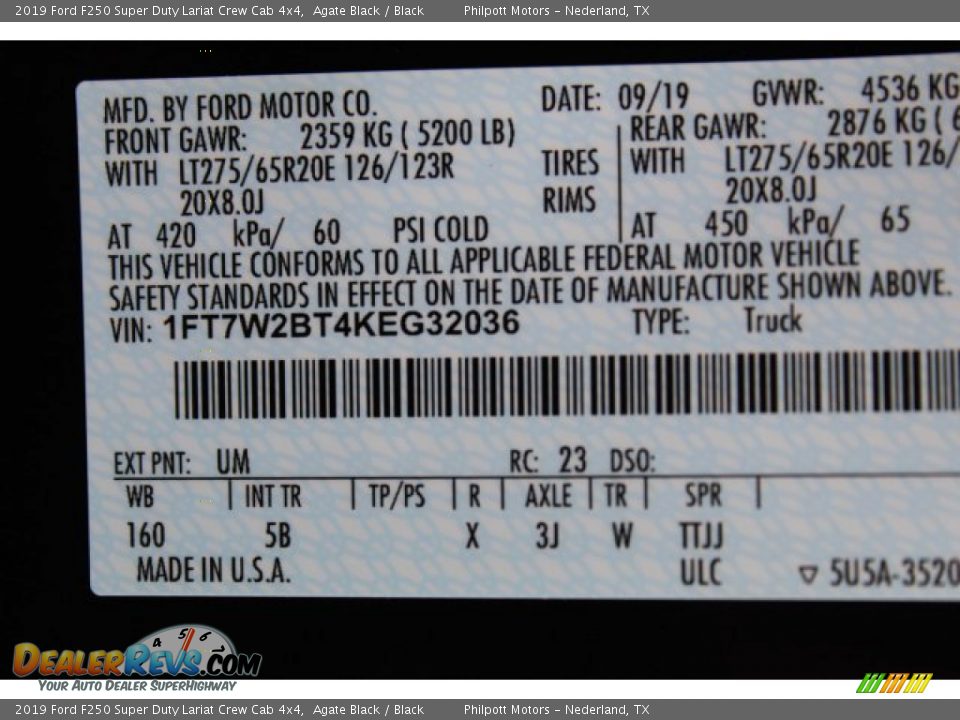 2019 Ford F250 Super Duty Lariat Crew Cab 4x4, Agate Black / Black Philpott Motors - Nederland, TX
MFD. BY FORD MOTOR CO. DATE: 09/19 GVWR: 4536 KG
FRONT GAWR: 2359 KG ( 5200 LB) REAR GAWR: 2876 KG (
WITH LT275/65R20E 126/123R TIRES WITH LT275/65R20E 126/
20X8.0J RIMS 20X8.0J
AT 420 kPa/ 60 PSI COLD AT 450 kPa/ 65
THIS VEHICLE CONFORMS TO ALL APPLICABLE FEDERAL MOTOR VEHICLE
SAFETY STANDARDS IN EFFECT ON THE DATE OF MANUFACTURE SHOWN ABOVE.
VIN: 1FT7W2BT4KEG32036 TYPE: Truck
EXT PNT: UM RC: 23 DSO:
WB INT TR TP/PS R AXLE TR SPR
160 5B X 3J W TTJJ
MADE IN U.S.A. ULC ▽ 5U5A-3520
4 5 6
DEALERREVS.COM
YOUR AUTO DEALER SUPERHIGHWAY
2019 Ford F250 Super Duty Lariat Crew Cab 4x4, Agate Black / Black Philpott Motors - Nederland, TX